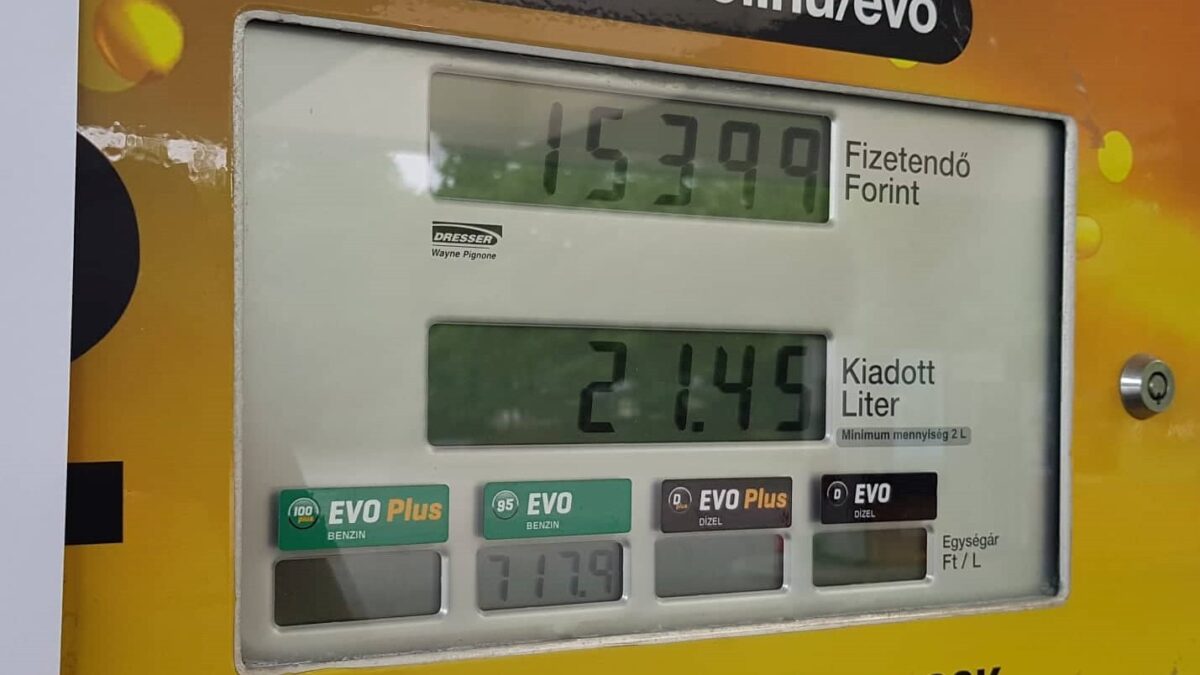 /evo
15399
Fizetendő
Forint
DRESSER
Wayne Pignone
21.45
Kiadott
Liter
Minimum mennyiség 2 L
100 plus EVO Plus
BENZIN
95 EVO
BENZIN
D plus EVO Plus
DÍZEL
D EVO
DÍZEL
717.9
Egységár
Ft / L